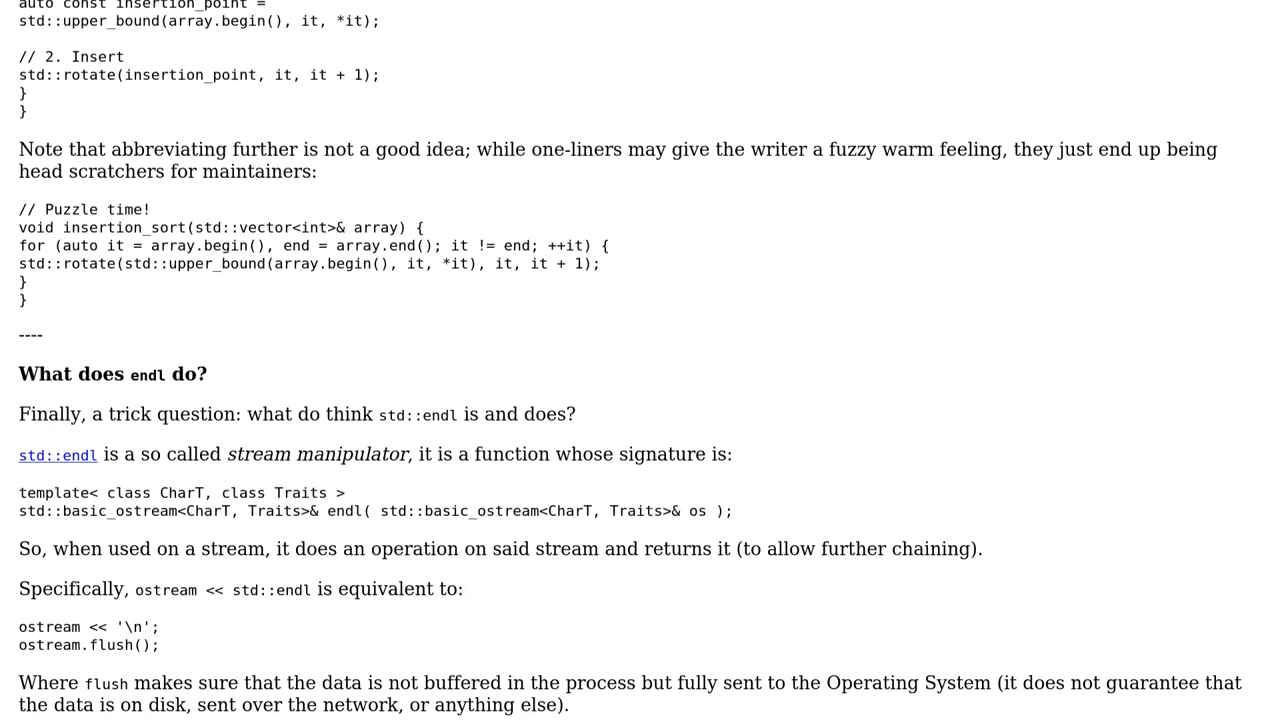 auto const insertion_point =
std::upper_bound(array.begin(), it, *it);
// 2. Insert
std::rotate(insertion_point, it, it + 1);
}
}
Note that abbreviating further is not a good idea; while one-liners may give the writer a fuzzy warm feeling, they just end up being
head scratchers for maintainers:
// Puzzle time!
void insertion_sort(std::vector<int>& array) {
for (auto it = array.begin(), end = array.end(); it != end; ++it) {
std::rotate(std::upper_bound(array.begin(), it, *it), it, it + 1);
}
}
----
What does endl do?
Finally, a trick question: what do think std::endl is and does?
std::endl is a so called stream manipulator, it is a function whose signature is:
template< class CharT, class Traits >
std::basic_ostream<CharT, Traits>& endl( std::basic_ostream<CharT, Traits>& os );
So, when used on a stream, it does an operation on said stream and returns it (to allow further chaining).
Specifically, ostream << std::endl is equivalent to:
ostream << '\n';
ostream.flush();
Where flush makes sure that the data is not buffered in the process but fully sent to the Operating System (it does not guarantee that
the data is on disk, sent over the network, or anything else).